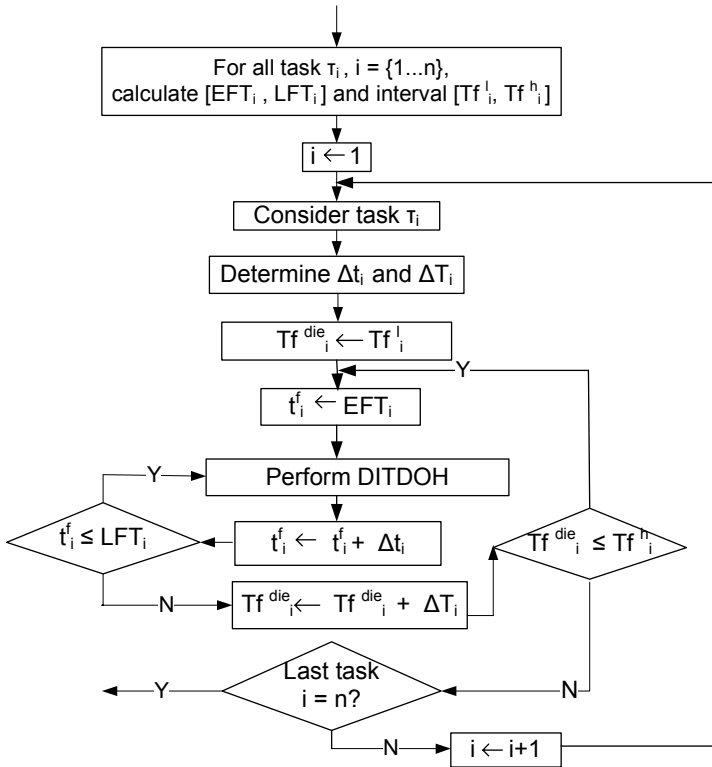 For all task τᵢ , i = {1...n},
calculate [EFTᵢ , LFTᵢ] and interval [Tf ˡᵢ, Tf ʰᵢ]
i ← 1
Consider task τᵢ
Determine Δtᵢ and ΔTᵢ
Tf ᵈⁱᵉᵢ ← Tf ˡᵢ
Y
tᶠᵢ ← EFTᵢ
Perform DITDOH
Y
tᶠᵢ ≤ LFTᵢ
tᶠᵢ ← tᶠᵢ + Δtᵢ
Tf ᵈⁱᵉᵢ ≤ Tf ʰᵢ
N
Tf ᵈⁱᵉᵢ ← Tf ᵈⁱᵉᵢ + ΔTᵢ
Last task
i = n?
Y
N
N
i ← i+1